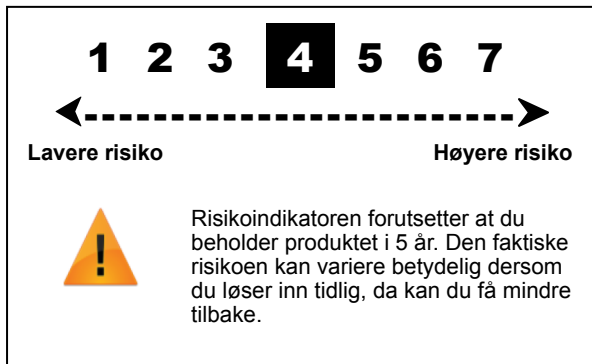 1 2 3 4 5 6 7
Lavere risiko Høyere risiko
Risikoindikatoren forutsetter at du
beholder produktet i 5 år. Den faktiske
risikoen kan variere betydelig dersom
du løser inn tidlig, da kan du få mindre
tilbake.